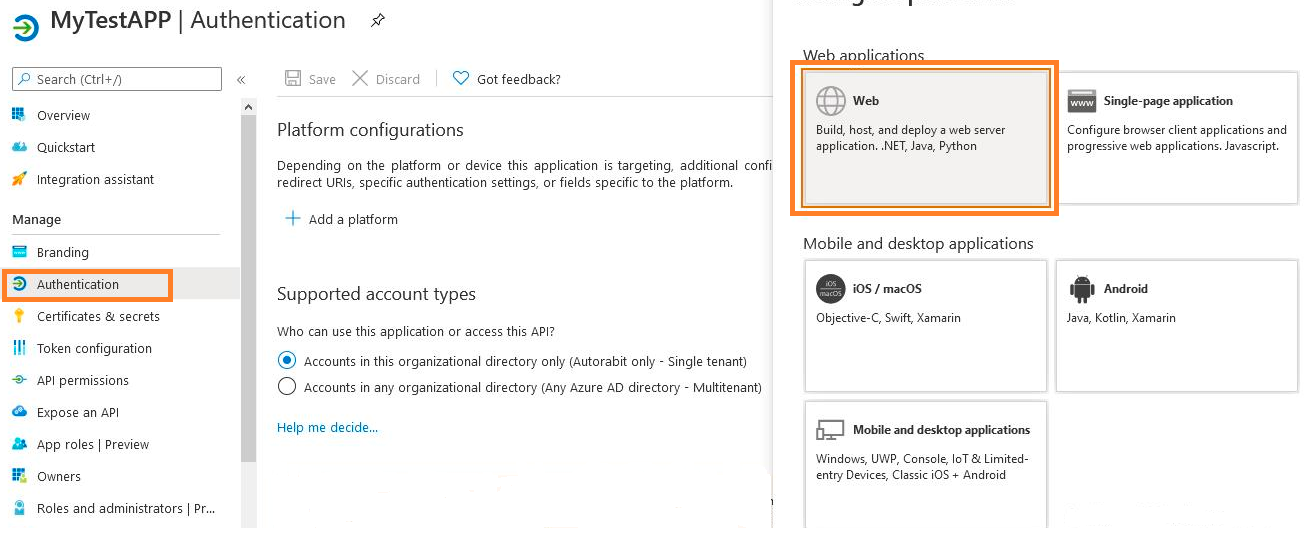 MyTestAPP | Authentication
Search (Ctrl+/)
«
Overview
Quickstart
Integration assistant
Manage
Branding
Authentication
Certificates & secrets
Token configuration
API permissions
Expose an API
App roles | Preview
Owners
Roles and administrators | Pr...
Save
Discard
Got feedback?
Platform configurations
Depending on the platform or device this application is targeting, additional confi
redirect URIs, specific authentication settings, or fields specific to the platform.
Add a platform
Supported account types
Who can use this application or access this API?
Accounts in this organizational directory only (Autorabit only - Single tenant)
Accounts in any organizational directory (Any Azure AD directory - Multitenant)
Help me decide...
Web applications
Web
Build, host, and deploy a web server
application. .NET, Java, Python
www
Single-page application
Configure browser client applications and
progressive web applications. Javascript.
Mobile and desktop applications
iOS
macOS
iOS / macOS
Objective-C, Swift, Xamarin
Android
Java, Kotlin, Xamarin
Mobile and desktop applications
Windows, UWP, Console, IoT & Limited-
entry Devices, Classic iOS + Android